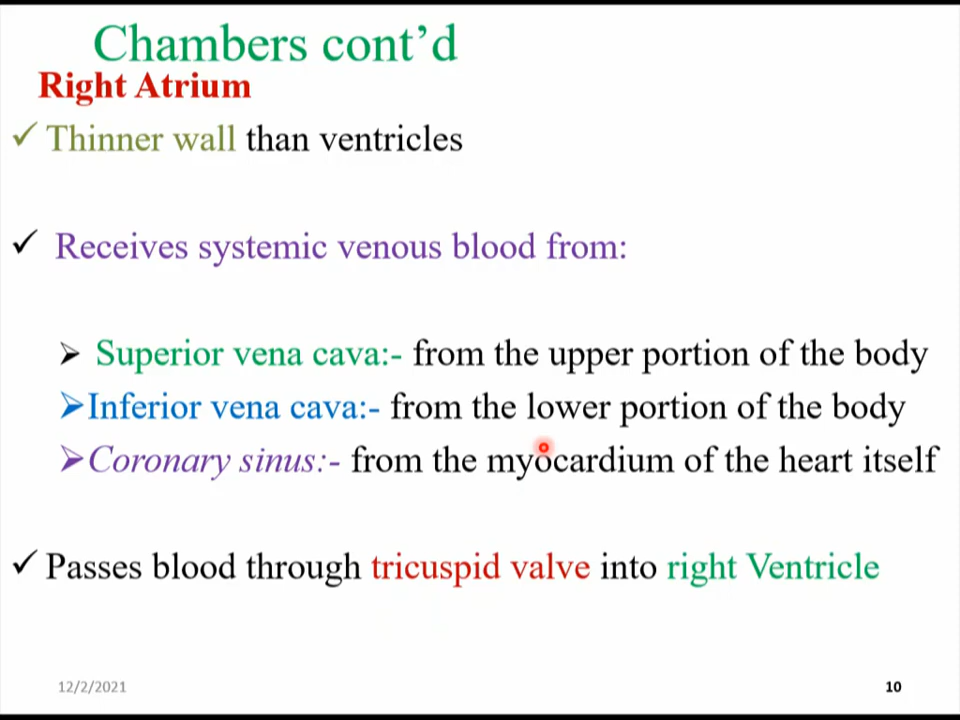 Chambers cont’d
Right Atrium
✓ Thinner wall than ventricles
✓ Receives systemic venous blood from:
➢ Superior vena cava:- from the upper portion of the body
➢Inferior vena cava:- from the lower portion of the body
➢Coronary sinus:- from the myocardium of the heart itself
✓ Passes blood through tricuspid valve into right Ventricle
12/2/2021
10